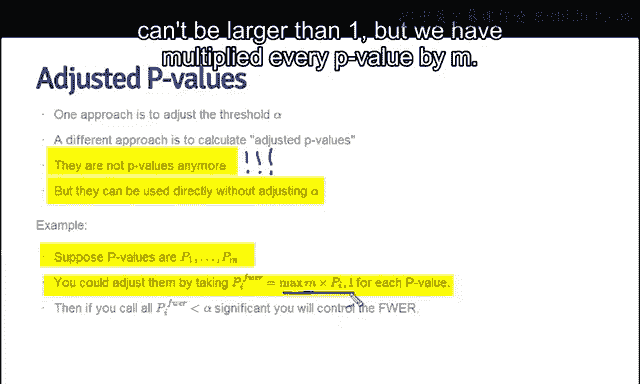 can't be larger than 1, but we have
multiplied every p-value by m.
Adjusted P-values
· One approach is to adjust the threshold α
· A different approach is to calculate "adjusted p-values"
· They are not p-values anymore !!!
· But they can be used directly without adjusting α
Example:
· Suppose P-values are P₁, …, Pₘ
· You could adjust them by taking Pᵢᶠʷᵉʳ = max m × Pᵢ, 1 for each P-value.
· Then if you call all Pᵢᶠʷᵉʳ < α significant you will control the FWER.